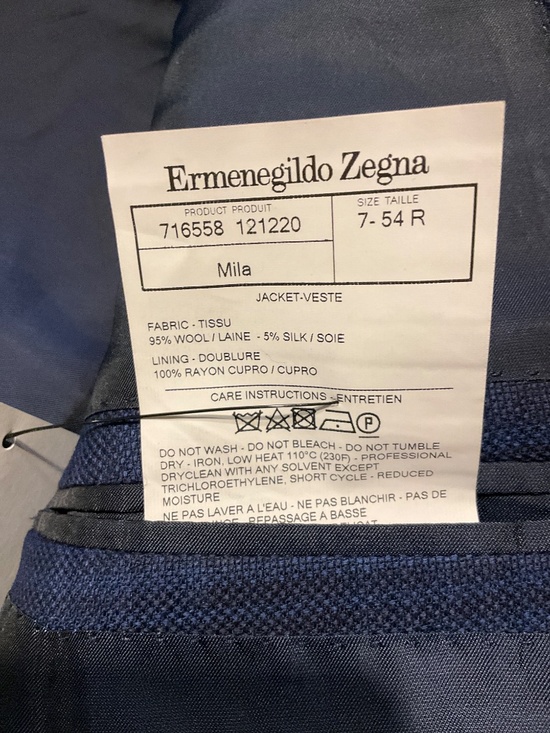 Ermenegildo Zegna
PRODUCT PRODUIT
716558 121220
SIZE TAILLE
7- 54 R
Mila
JACKET-VESTE
FABRIC - TISSU
95% WOOL / LAINE - 5% SILK / SOIE
LINING - DOUBLURE
100% RAYON CUPRO / CUPRO
CARE INSTRUCTIONS - ENTRETIEN
P
DO NOT WASH - DO NOT BLEACH - DO NOT TUMBLE
DRY - IRON, LOW HEAT 110°C (230F) - PROFESSIONAL
DRYCLEAN WITH ANY SOLVENT EXCEPT
TRICHLOROETHYLENE, SHORT CYCLE - REDUCED
MOISTURE
NE PAS LAVER A L'EAU - NE PAS BLANCHIR - PAS DE
REPASSAGE A BASSE